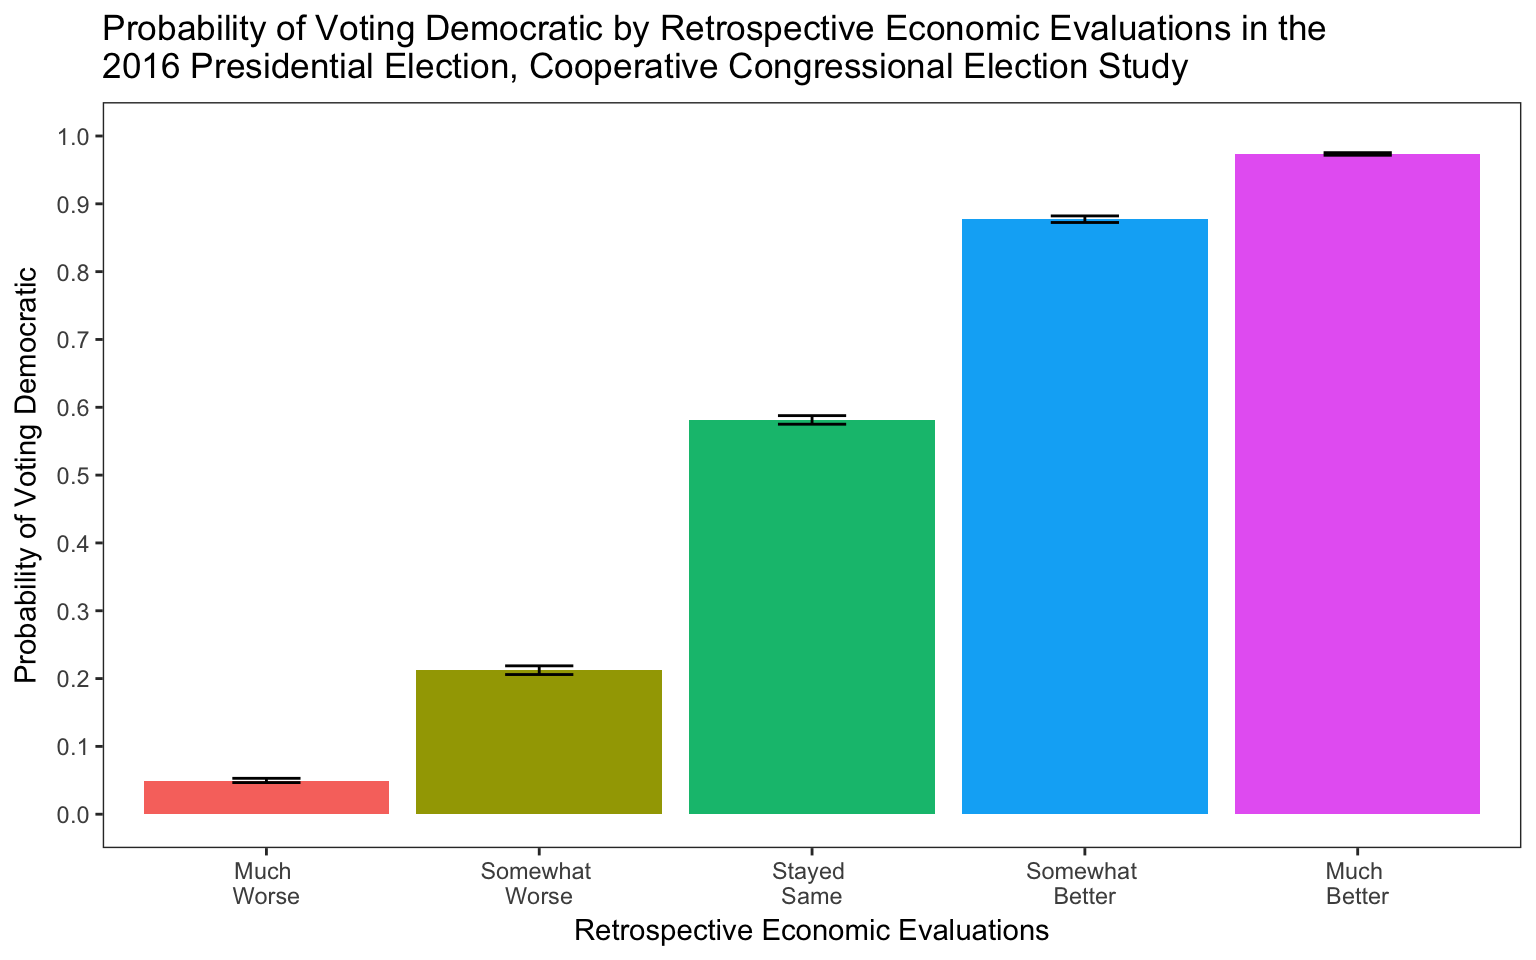 Probability of Voting Democratic by Retrospective Economic Evaluations in the
2016 Presidential Election, Cooperative Congressional Election Study
Probability of Voting Democratic
1.0
0.9
0.8
0.7
0.6
0.5
0.4
0.3
0.2
0.1
0.0
Much
Worse
Somewhat
Worse
Stayed
Same
Somewhat
Better
Much
Better
Retrospective Economic Evaluations